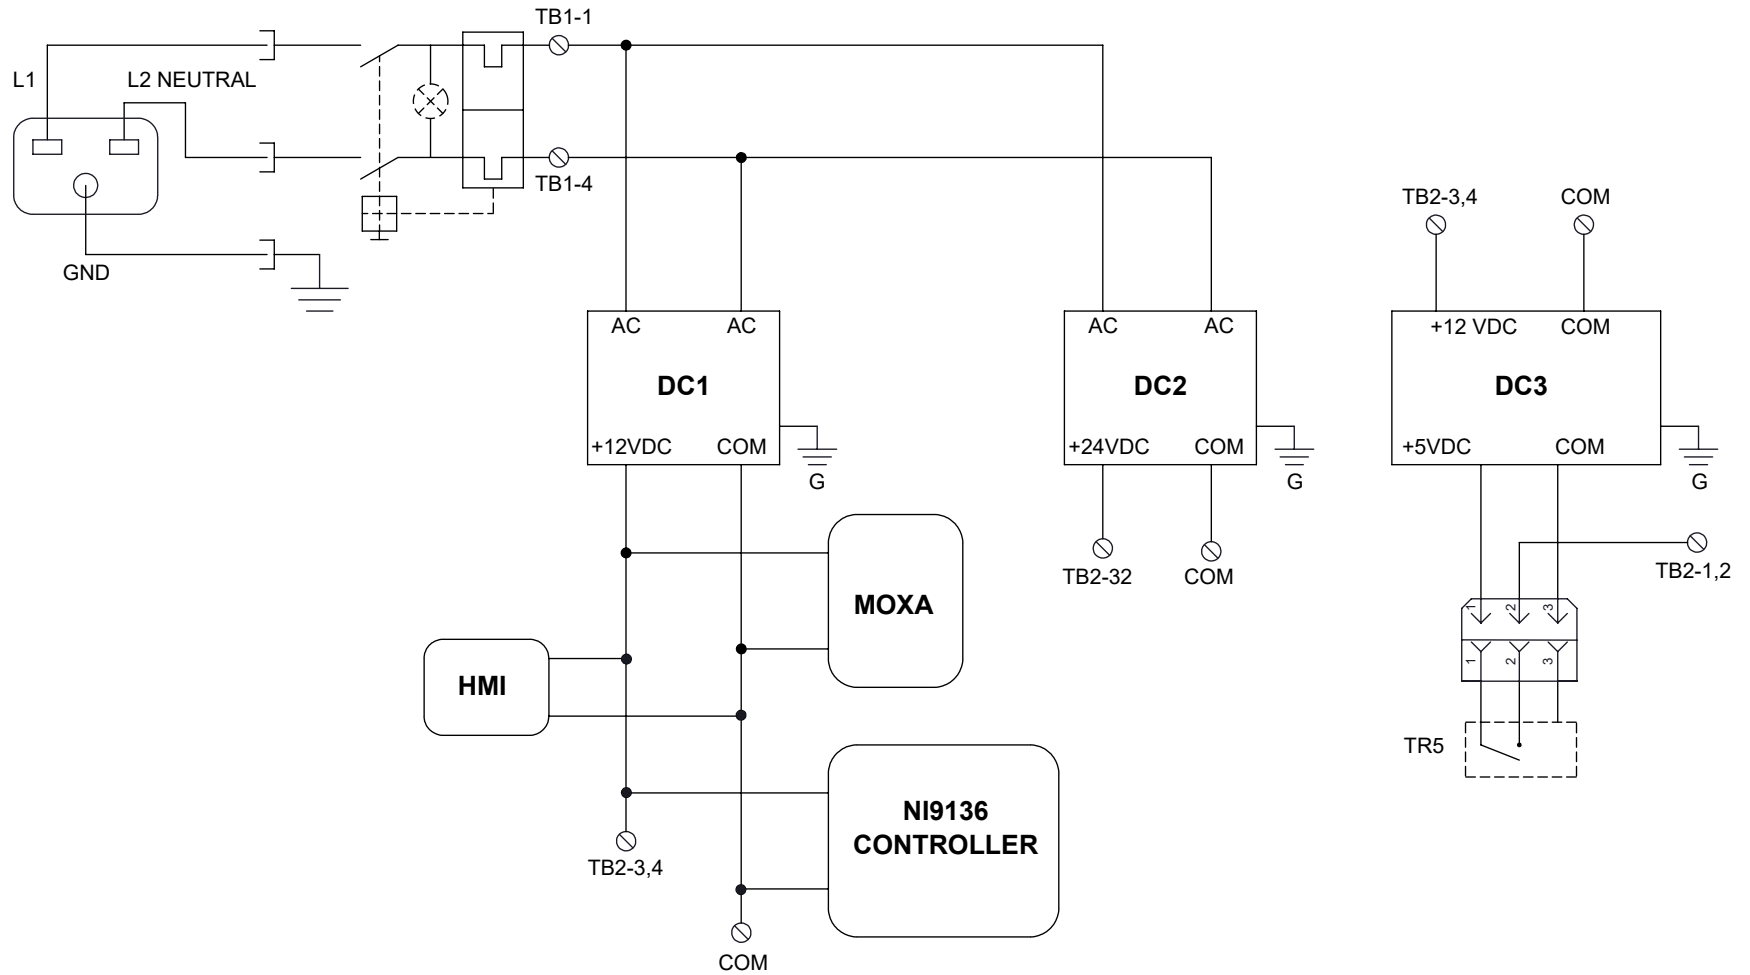 TB1-1
L1
L2 NEUTRAL
TB1-4
GND
TB2-3,4
COM
AC
AC
DC1
+12VDC
COM
G
AC
AC
DC2
+24VDC
COM
G
+12 VDC
COM
DC3
+5VDC
COM
G
TB2-32
COM
TB2-1,2
MOXA
HMI
1
2
3
1
2
3
TR5
NI9136
CONTROLLER
TB2-3,4
COM